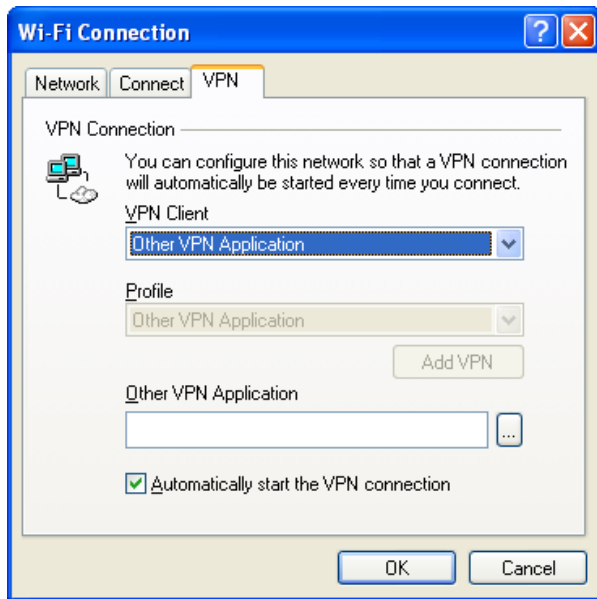 Wi-Fi Connection
Network Connect VPN
VPN Connection
You can configure this network so that a VPN connection
will automatically be started every time you connect.
VPN Client
Other VPN Application
Profile
Other VPN Application
Add VPN
Other VPN Application
...
Automatically start the VPN connection
OK Cancel